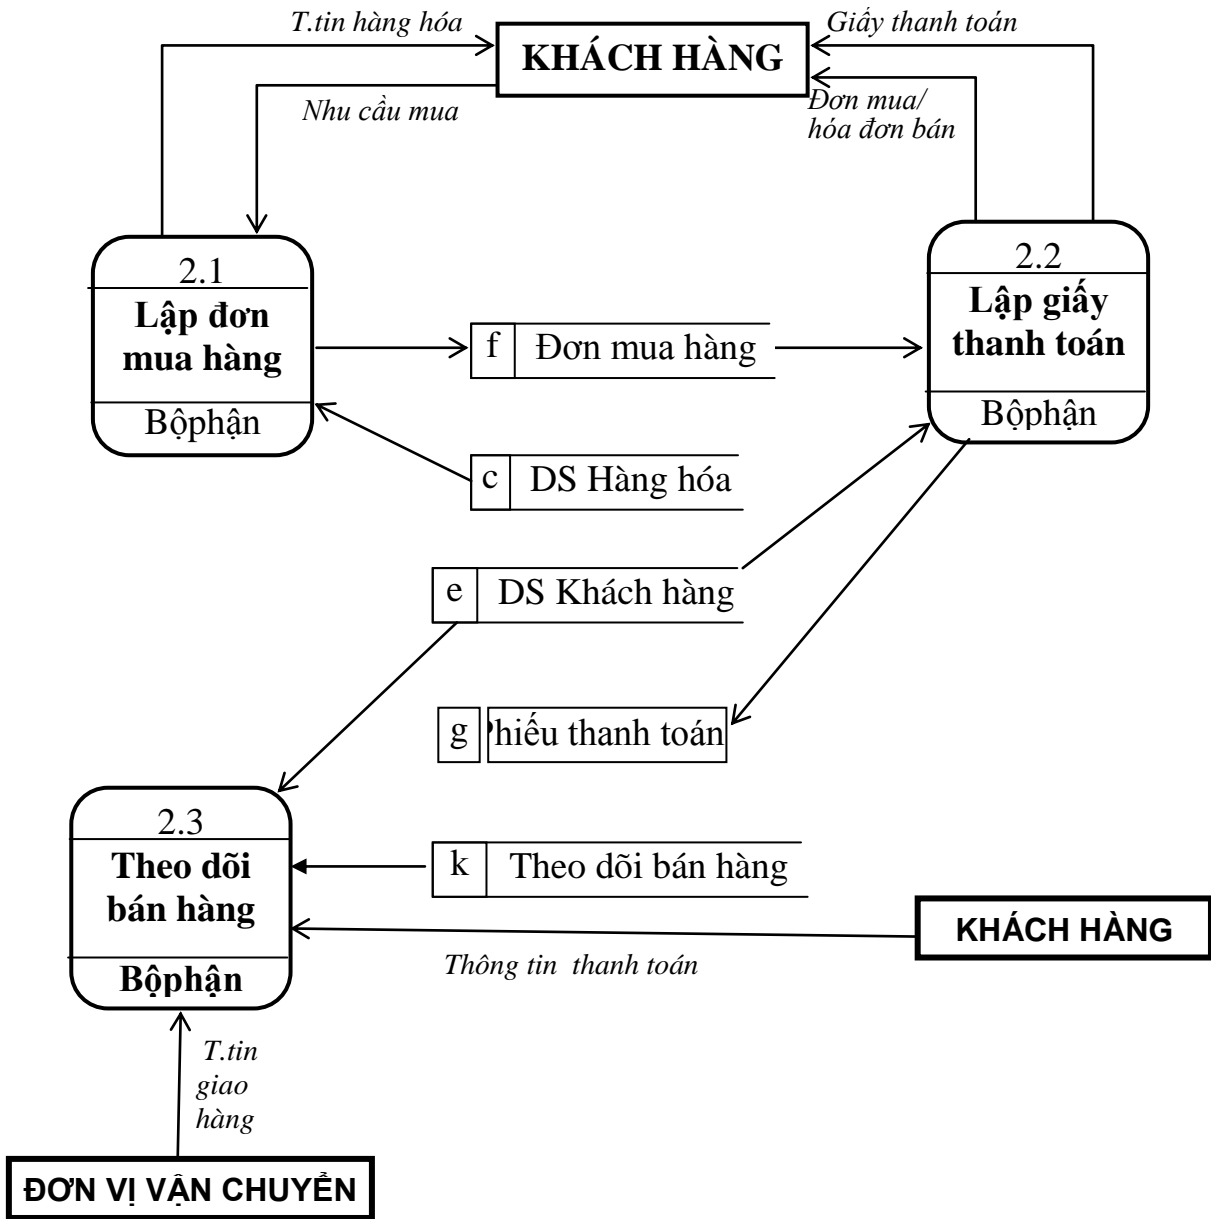 T.tin hàng hóa
Giấy thanh toán
KHÁCH HÀNG
Nhu cầu mua
Đơn mua/
hóa đơn bán
2.1
Lập đơn
mua hàng
Bộphận
2.2
Lập giấy
thanh toán
Bộphận
f Đơn mua hàng
c DS Hàng hóa
e DS Khách hàng
g hiếu thanh toán
2.3
Theo dõi
bán hàng
Bộphận
k Theo dõi bán hàng
KHÁCH HÀNG
Thông tin thanh toán
T.tin
giao
hàng
ĐƠN VỊ VẬN CHUYỂN